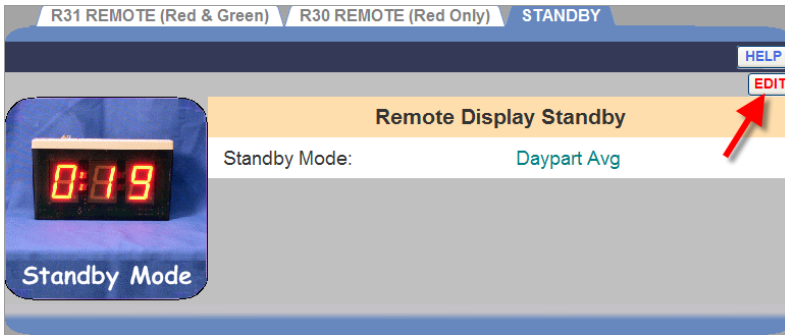 R31 REMOTE (Red & Green) R30 REMOTE (Red Only) STANDBY
HELP
EDIT
Remote Display Standby
Standby Mode: Daypart Avg
0:19
Standby Mode